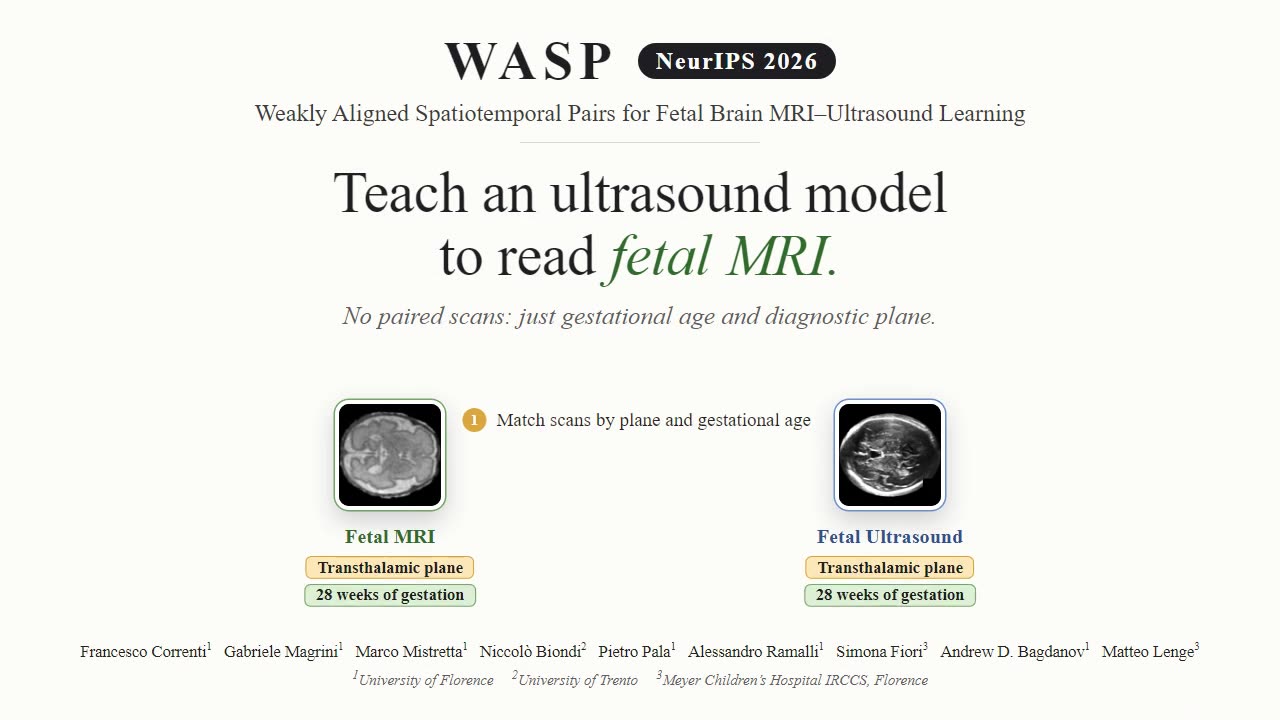 WASP NeurIPS 2026
Weakly Aligned Spatiotemporal Pairs for Fetal Brain MRI–Ultrasound Learning
Teach an ultrasound model
to read fetal MRI.
No paired scans: just gestational age and diagnostic plane.
1 Match scans by plane and gestational age
Fetal MRI
Transthalamic plane
28 weeks of gestation
Fetal Ultrasound
Transthalamic plane
28 weeks of gestation
Francesco Correnti¹ Gabriele Magrini¹ Marco Mistretta¹ Niccolò Biondi² Pietro Pala¹ Alessandro Ramalli¹ Simona Fiori³ Andrew D. Bagdanov¹ Matteo Lenge³
¹University of Florence ²University of Trento ³Meyer Children's Hospital IRCCS, Florence